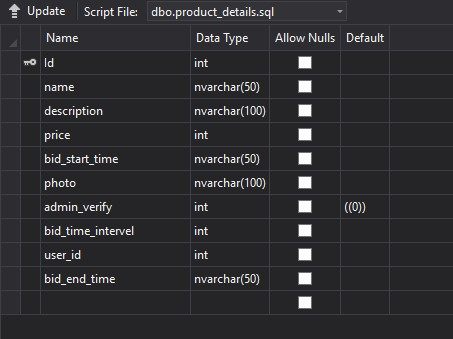 Update Script File: dbo.product_details.sql
Name Data Type Allow Nulls Default
Id int
name nvarchar(50)
description nvarchar(100)
price int
bid_start_time nvarchar(50)
photo nvarchar(100)
admin_verify int ((0))
bid_time_intervel int
user_id int
bid_end_time nvarchar(50)